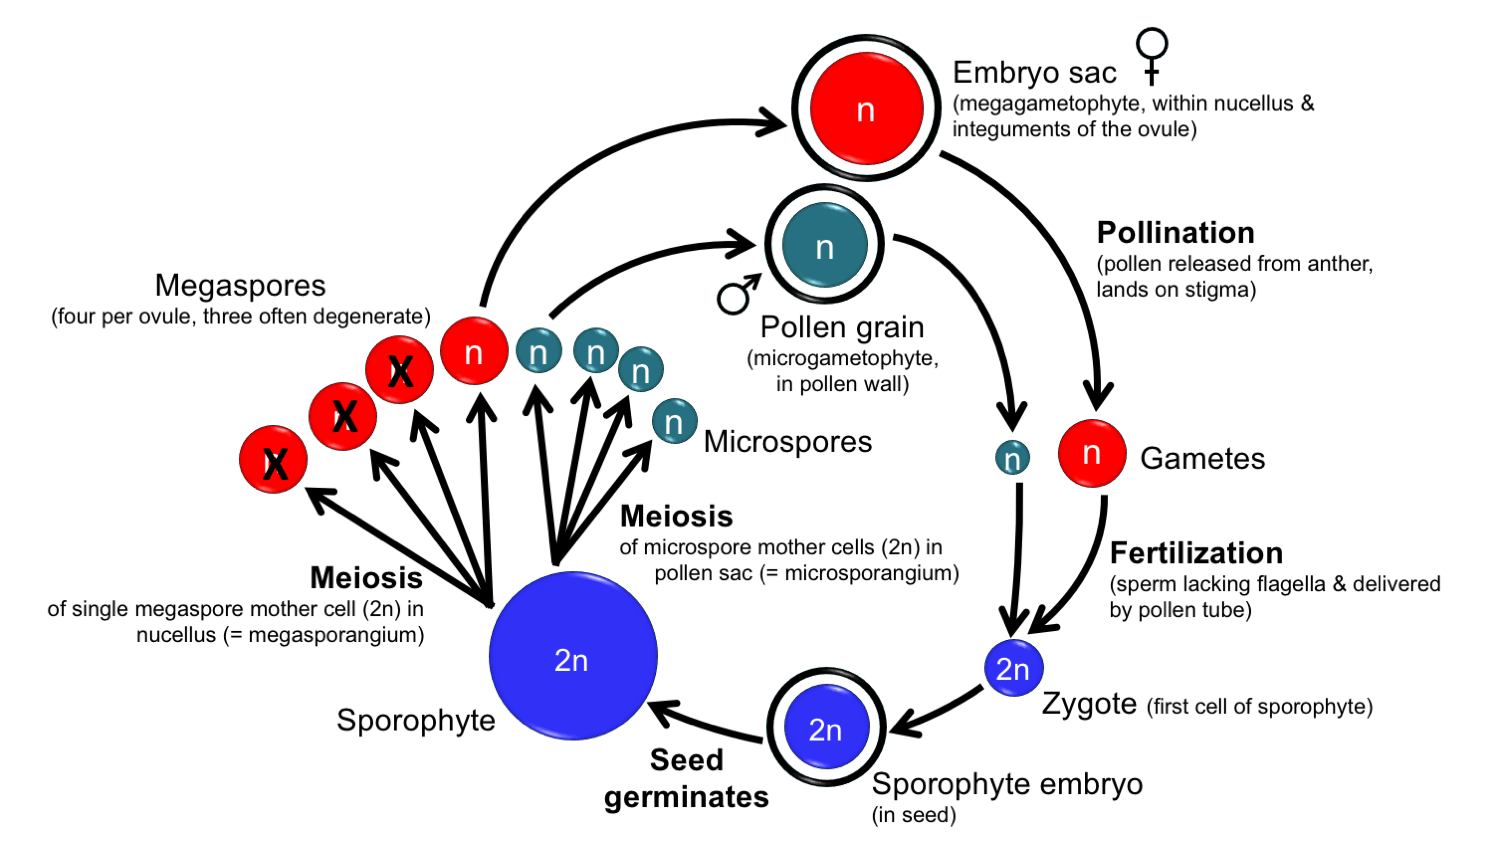 Embryo sac
(megagametophyte, within nucellus &
integuments of the ovule)
n
n
Pollination
(pollen released from anther,
lands on stigma)
Pollen grain
(microgametophyte,
in pollen wall)
Megaspores
(four per ovule, three often degenerate)
X
X
X
n
n
n
n
n
Microspores
n
n
Gametes
Meiosis
of microspore mother cells (2n) in
pollen sac (= microsporangium)
Meiosis
of single megaspore mother cell (2n) in
nucellus (= megasporangium)
Fertilization
(sperm lacking flagella & delivered
by pollen tube)
2n
Zygote (first cell of sporophyte)
2n
Sporophyte embryo
(in seed)
Seed
germinates
2n
Sporophyte